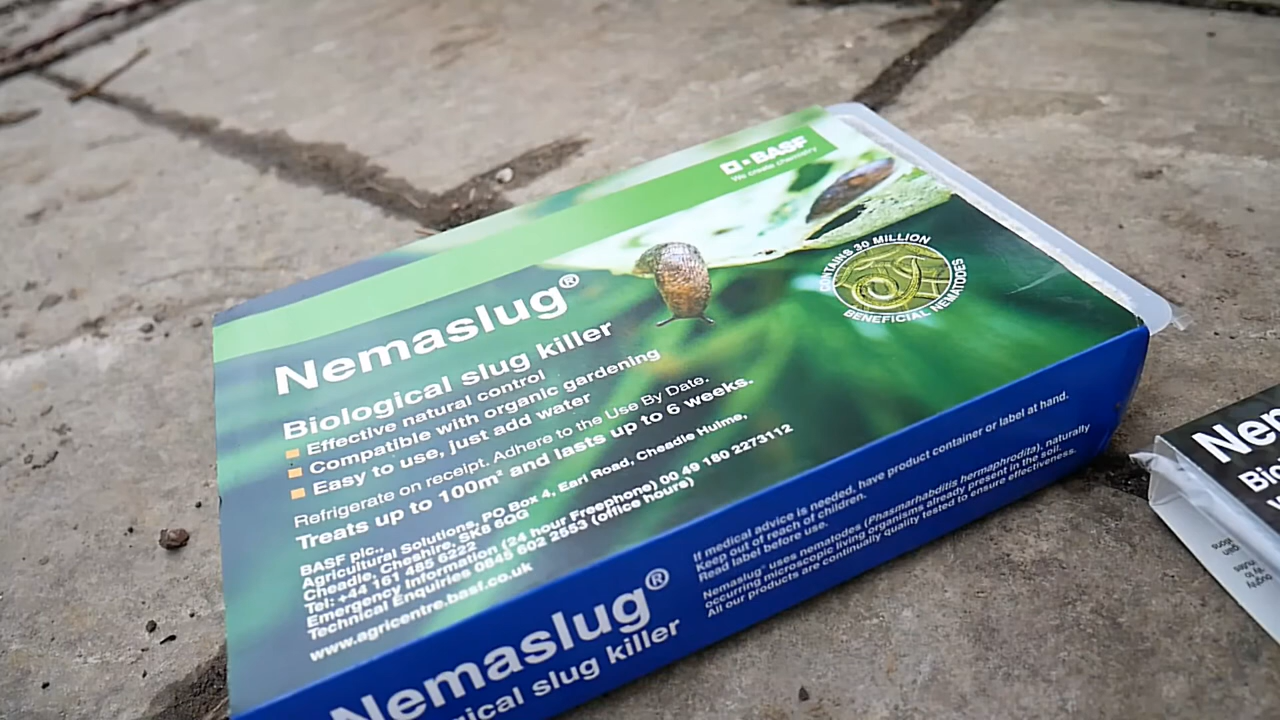 BASF
We create chemistry
CONTAINS 30 MILLION
BENEFICIAL NEMATODES
Nemaslug®
Biological slug killer
Effective natural control
Compatible with organic gardening
Easy to use, just add water
Refrigerate on receipt. Adhere to the Use By Date.
Treats up to 100m² and lasts up to 6 weeks.
BASF plc,
Agricultural Solutions, PO Box 4, Earl Road, Cheadle Hulme,
Cheadle, Cheshire, SK8 6QG
Tel: +44 161 485 6222
Emergency Information (24 hour Freephone) 00 49 180 2273112
Technical Enquiries 0845 602 2553 (office hours)
www.agricentre.basf.co.uk
Nemaslug®
ogical slug killer
If medical advice is needed, have product container or label at hand.
Keep out of reach of children.
Read label before use.
Nemaslug® uses nematodes (Phasmarhabditis hermaphrodita), naturally
occurring microscopic living organisms already present in the soil.
All our products are continually quality tested to ensure effectiveness.
Nen
Biol